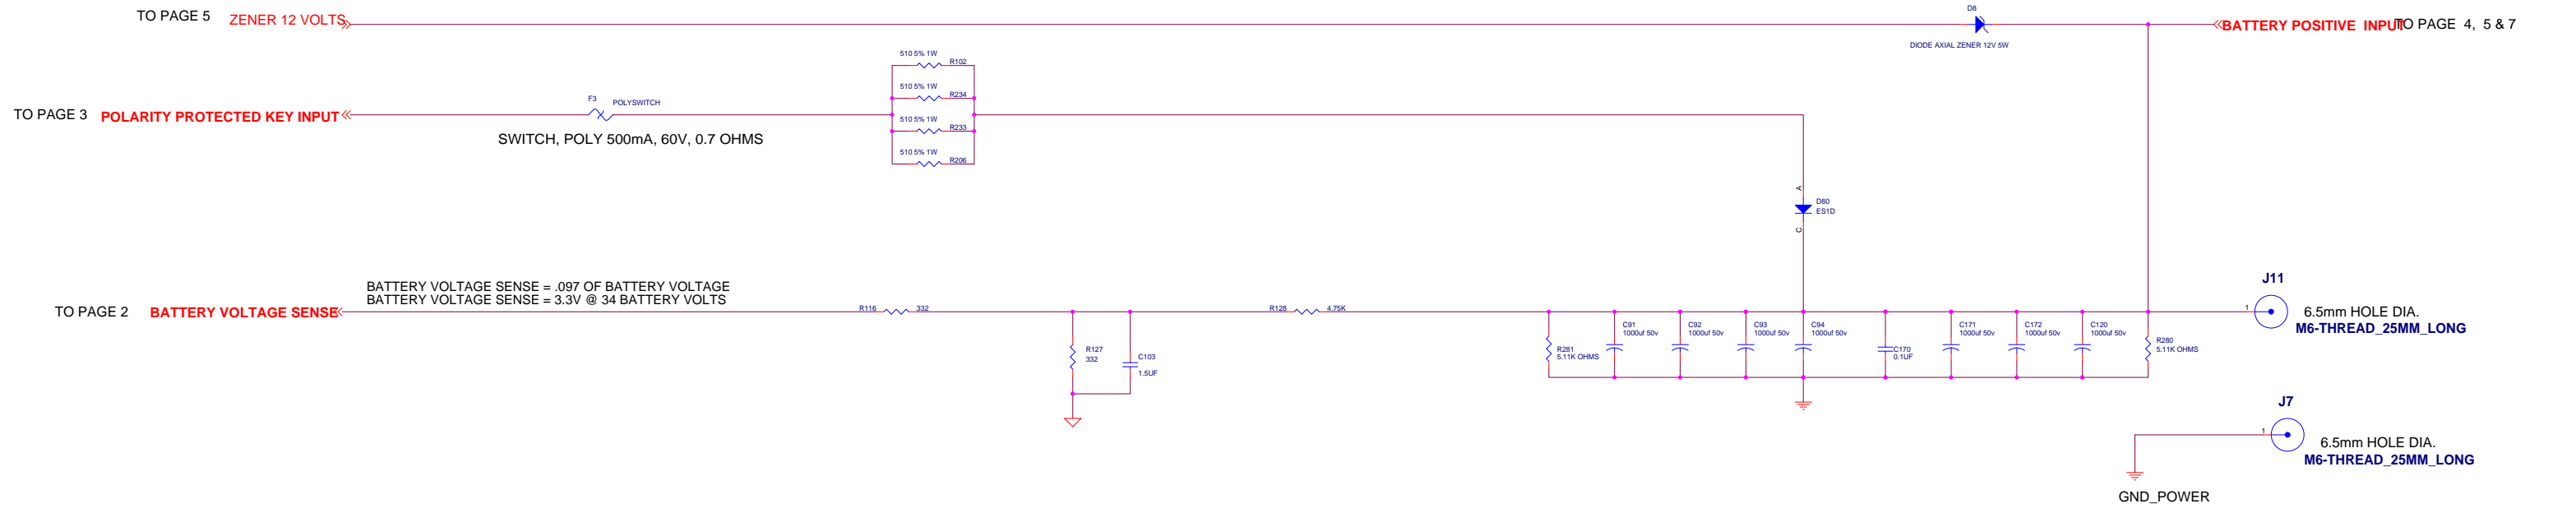 TO PAGE 5
ZENER 12 VOLTS
D8
DIODE AXIAL ZENER 12V 5W
BATTERY POSITIVE INPUT
TO PAGE 4, 5 & 7
510 5% 1W
R102
510 5% 1W
R234
510 5% 1W
R233
510 5% 1W
R206
TO PAGE 3
POLARITY PROTECTED KEY INPUT
F3
POLYSWITCH
SWITCH, POLY 500mA, 60V, 0.7 OHMS
A
D80
ES1D
C
TO PAGE 2
BATTERY VOLTAGE SENSE
BATTERY VOLTAGE SENSE = .097 OF BATTERY VOLTAGE
BATTERY VOLTAGE SENSE = 3.3V @ 34 BATTERY VOLTS
R116
332
R127
332
C103
1.5UF
R128
4.75K
R281
5.11K OHMS
C91
1000uf 50v
C92
1000uf 50v
C93
1000uf 50v
C94
1000uf 50v
C170
0.1UF
C171
1000uf 50v
C172
1000uf 50v
C120
1000uf 50v
R280
5.11K OHMS
J11
1
6.5mm HOLE DIA.
M6-THREAD_25MM_LONG
J7
1
6.5mm HOLE DIA.
M6-THREAD_25MM_LONG
GND_POWER